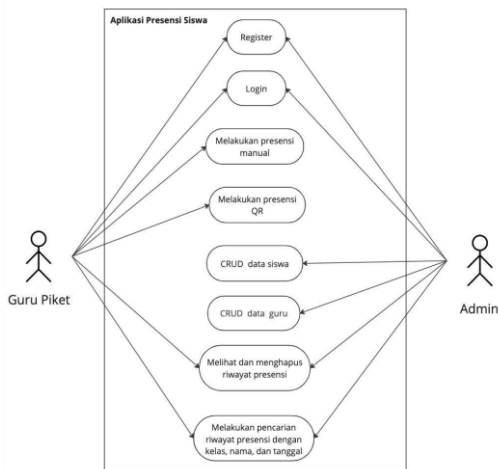 Aplikasi Presensi Siswa
Register
Login
Melakukan presensi
manual
Melakukan presensi
QR
CRUD data siswa
CRUD data guru
Melihat dan menghapus
riwayat presensi
Melakukan pencarian
riwayat presensi dengan
kelas, nama, dan tanggal
Guru Piket
Admin